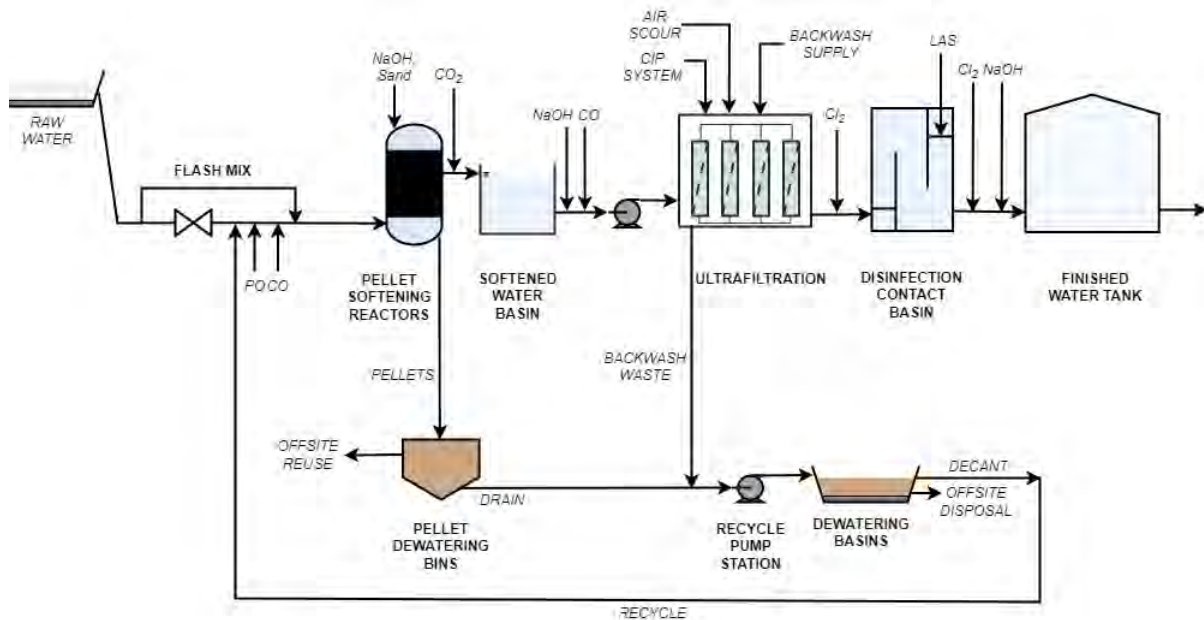 AIR
SCOUR
CIP
SYSTEM
BACKWASH
SUPPLY
LAS
NaOH,
Sand
CO2
Cl2 NaOH
RAW
WATER
NaOH CO
Cl2
FLASH MIX
PO CO
PELLET
SOFTENING
REACTORS
SOFTENED
WATER
BASIN
ULTRAFILTRATION
DISINFECTION
CONTACT
BASIN
FINISHED
WATER TANK
PELLETS
BACKWASH
WASTE
OFFSITE
REUSE
DRAIN
DECANT
OFFSITE
DISPOSAL
PELLET
DEWATERING
BINS
RECYCLE
PUMP
STATION
DEWATERING
BASINS
RECYCLE